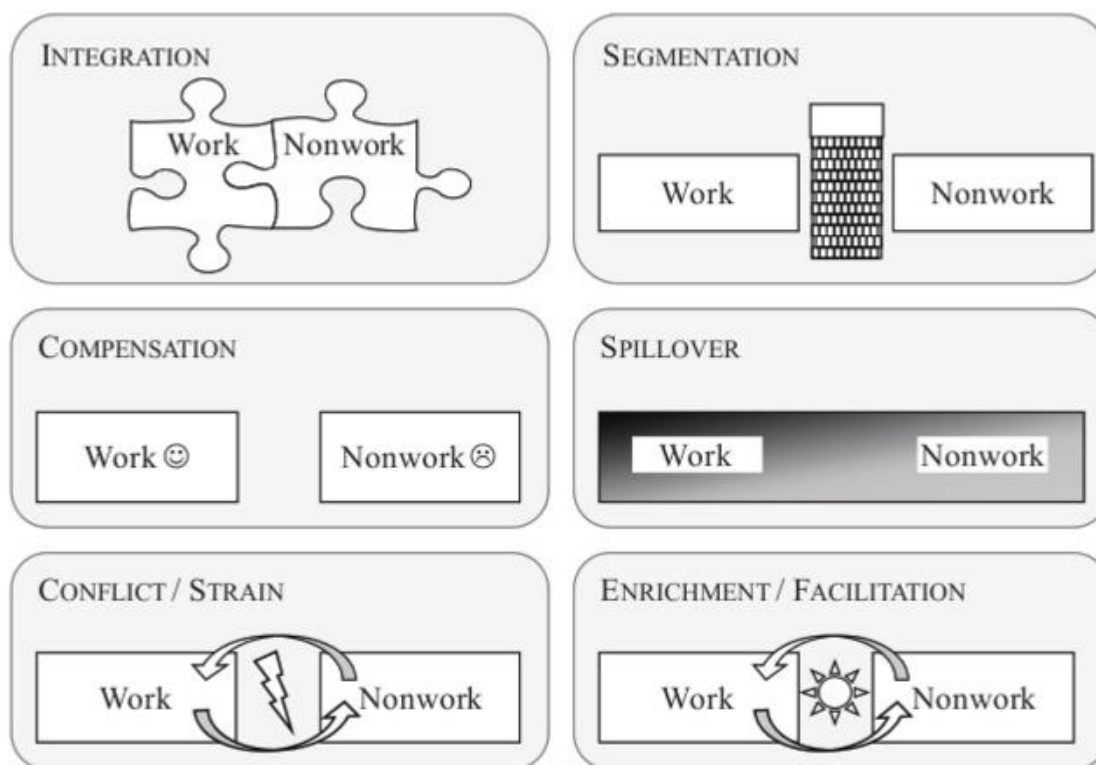 INTEGRATION
Work Nonwork
SEGMENTATION
Work Nonwork
COMPENSATION
Work☺ Nonwork☹
SPILLOVER
Work Nonwork
CONFLICT / STRAIN
Work Nonwork
ENRICHMENT / FACILITATION
Work Nonwork